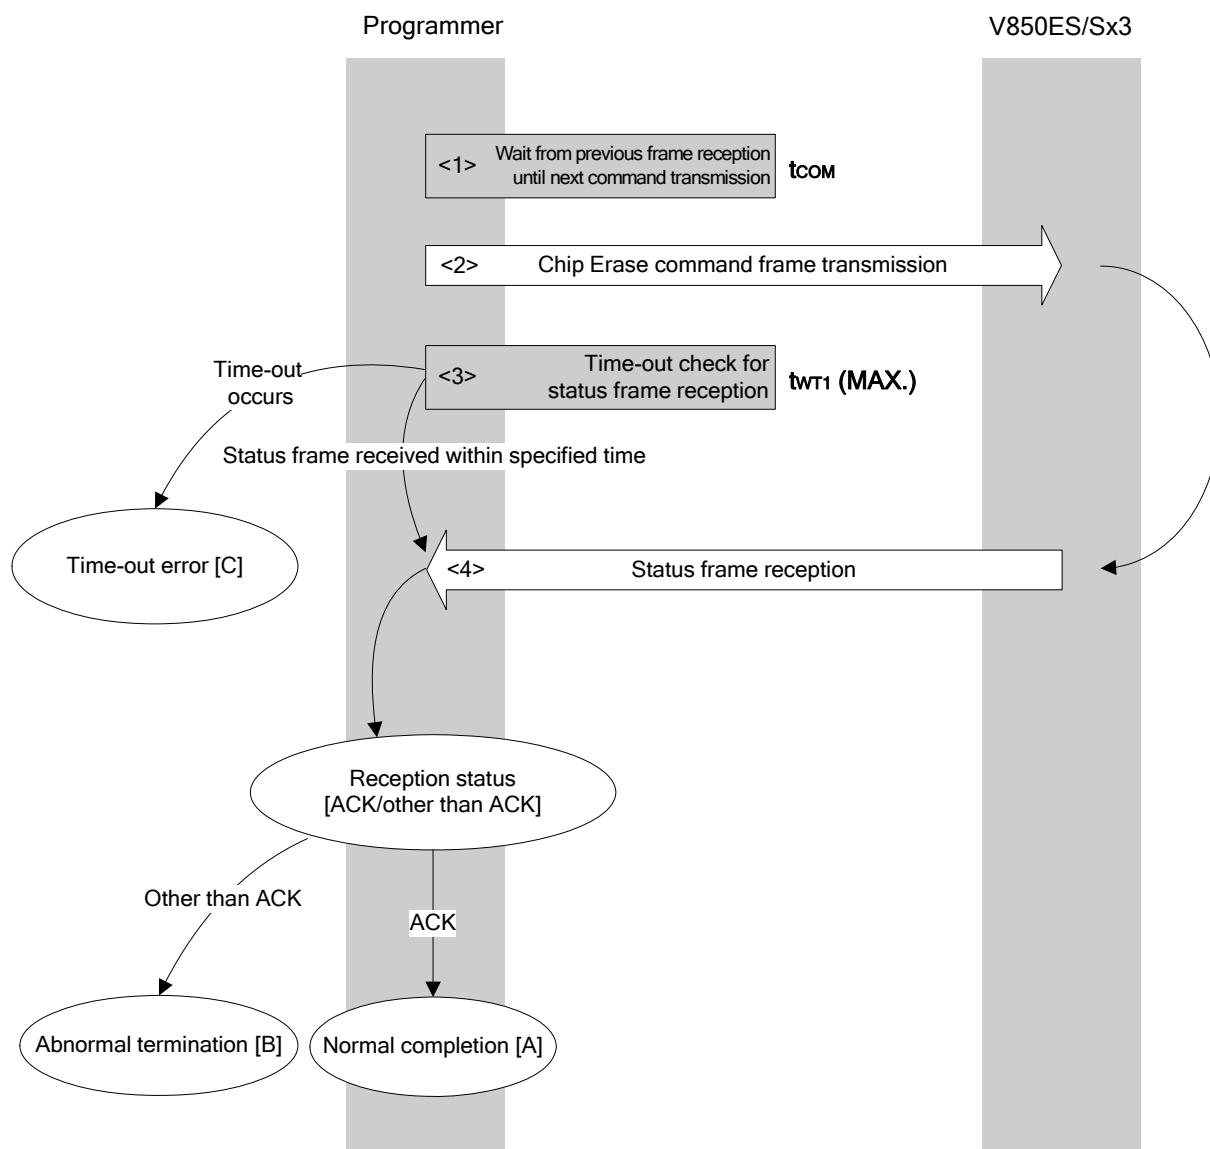 Programmer
V850ES/Sx3
<1>
Wait from previous frame reception
until next command transmission
tCOM
<2>
Chip Erase command frame transmission
Time-out
occurs
<3>
Time-out check for
status frame reception
tWT1 (MAX.)
Status frame received within specified time
Time-out error [C]
<4>
Status frame reception
Reception status
[ACK/other than ACK]
Other than ACK
ACK
Abnormal termination [B]
Normal completion [A]